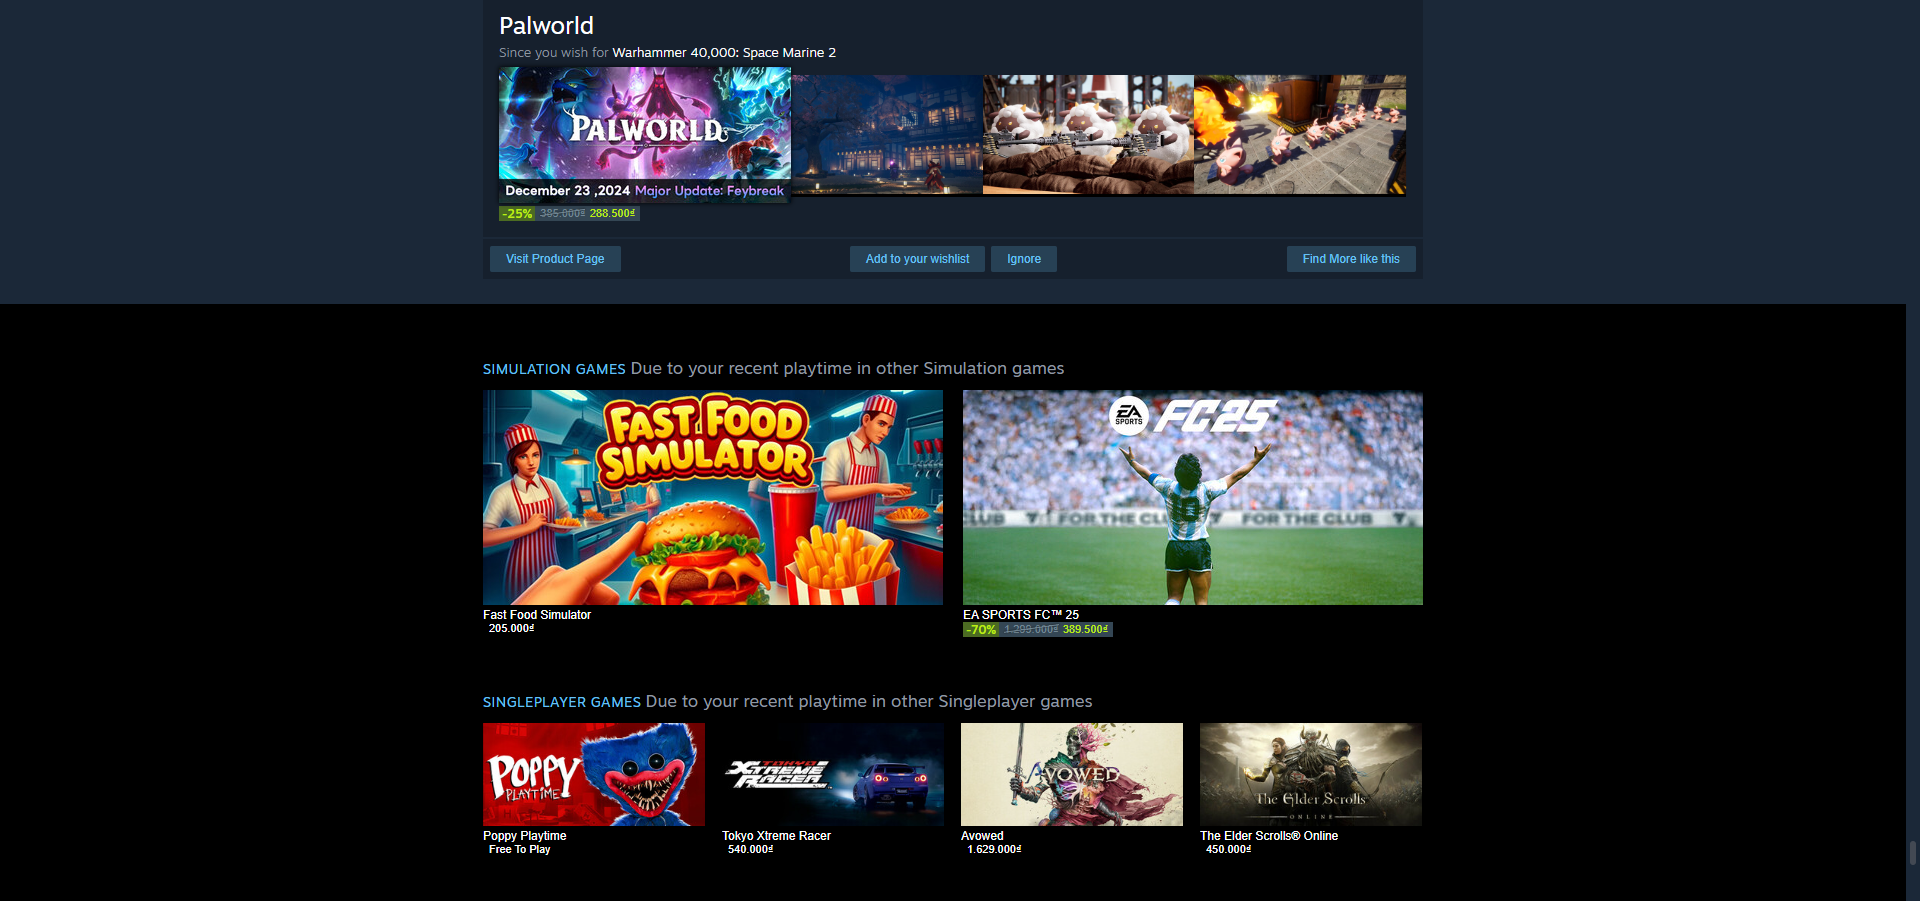 Palworld
Since you wish for Warhammer 40,000: Space Marine 2
PALWORLD
December 23 ,2024 Major Update: Feybreak
-25% 385.000₫ 288.500₫
Visit Product Page
Add to your wishlist
Ignore
Find More like this
SIMULATION GAMES Due to your recent playtime in other Simulation games
FAST FOOD
SIMULATOR
EA SPORTS FC25
10
CLUB FOR THE CLU FOR THE CLUB
Fast Food Simulator
205.000₫
EA SPORTS FC™ 25
-70% 1.299.000₫ 389.500₫
SINGLEPLAYER GAMES Due to your recent playtime in other Singleplayer games
POPPY
PLAYTIME
TOKYO
XTREME
RACER
AVOWED
The Elder Scrolls
ONLINE
Poppy Playtime
Free To Play
Tokyo Xtreme Racer
540.000₫
Avowed
1.629.000₫
The Elder Scrolls® Online
450.000₫